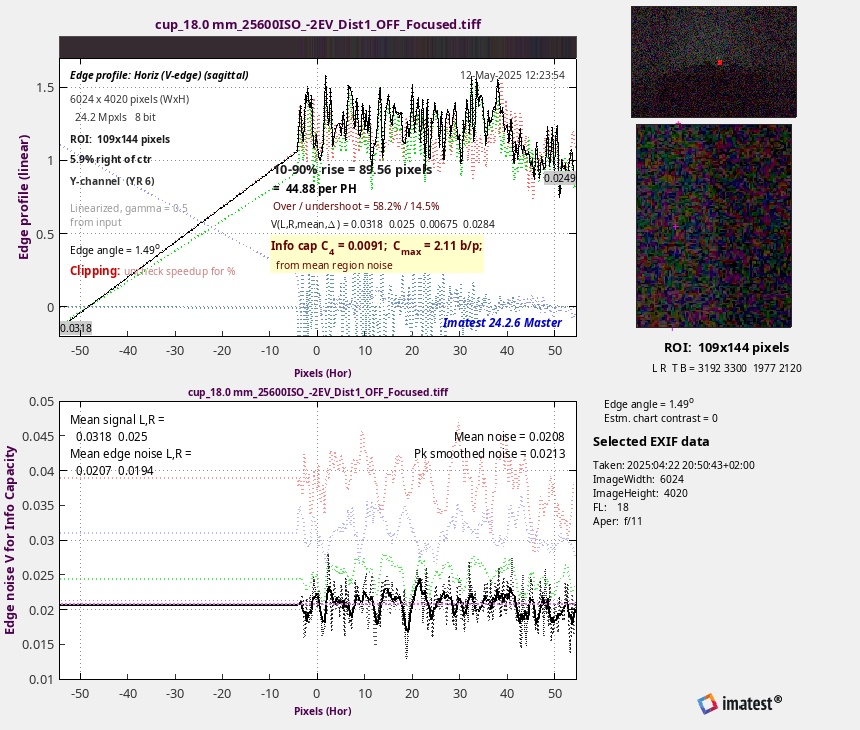 cup_18.0 mm_25600ISO_-2EV_Dist1_OFF_Focused.tiff
Edge profile: Horiz (V-edge) (sagittal)
12-May-2025 12:23:54
6024 x 4020 pixels (WxH)
24.2 Mpxls 8 bit
ROI: 109x144 pixels
5.9% right of ctr
Y-channel (YR 6)
Linearized, gamma = 0.5
from input
Edge angle = 1.49o
Clipping: uncheck speedup for %
10-90% rise = 89.56 pixels
= 44.88 per PH
Over / undershoot = 58.2% / 14.5%
V(L,R,mean,Δ) = 0.0318 0.025 0.00675 0.0284
Info cap C4 = 0.0091; Cmax = 2.11 b/p;
from mean region noise
0.0249
0.0318
Imatest 24.2.6 Master
Edge profile (linear)
1.5
1
0.5
0
-50 -40 -30 -20 -10 0 10 20 30 40 50
Pixels (Hor)
cup_18.0 mm_25600ISO_-2EV_Dist1_OFF_Focused.tiff
Mean signal L,R =
0.0318 0.025
Mean edge noise L,R =
0.0207 0.0194
Mean noise = 0.0208
Pk smoothed noise = 0.0213
Edge noise V for Info Capacity
0.05
0.045
0.04
0.035
0.03
0.025
0.02
0.015
0.01
-50 -40 -30 -20 -10 0 10 20 30 40 50
Pixels (Hor)
ROI: 109x144 pixels
L R T B = 3192 3300 1977 2120
Edge angle = 1.49o
Estm. chart contrast = 0
Selected EXIF data
Taken: 2025:04:22 20:50:43+02:00
ImageWidth: 6024
ImageHeight: 4020
FL: 18
Aper: f/11
imatest®